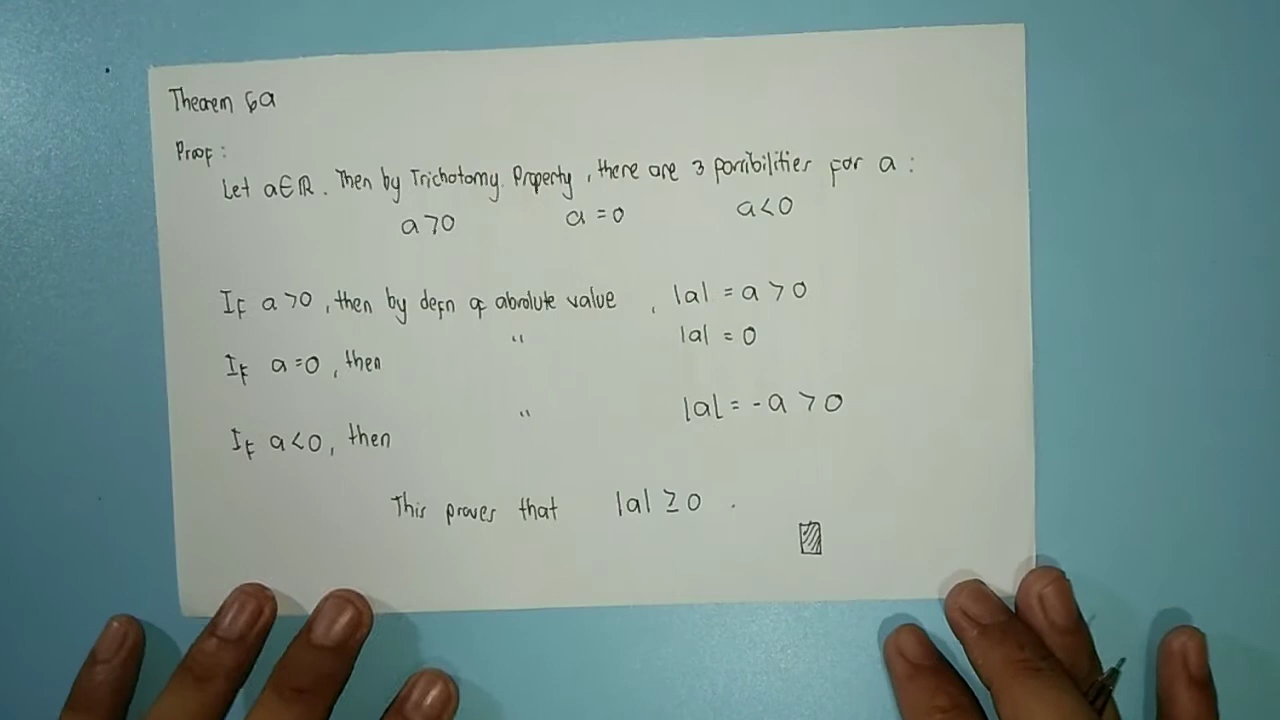 Theorem 6a
Proof:
Let a∈ℝ. Then by Trichotomy Property, there are 3 possibilities for a:
a>0 a=0 a<0
If a>0, then by defn of absolute value, |a| = a > 0
If a=0, then " |a| = 0
If a<0, then " |a| = -a > 0
This proves that |a| ≥ 0.